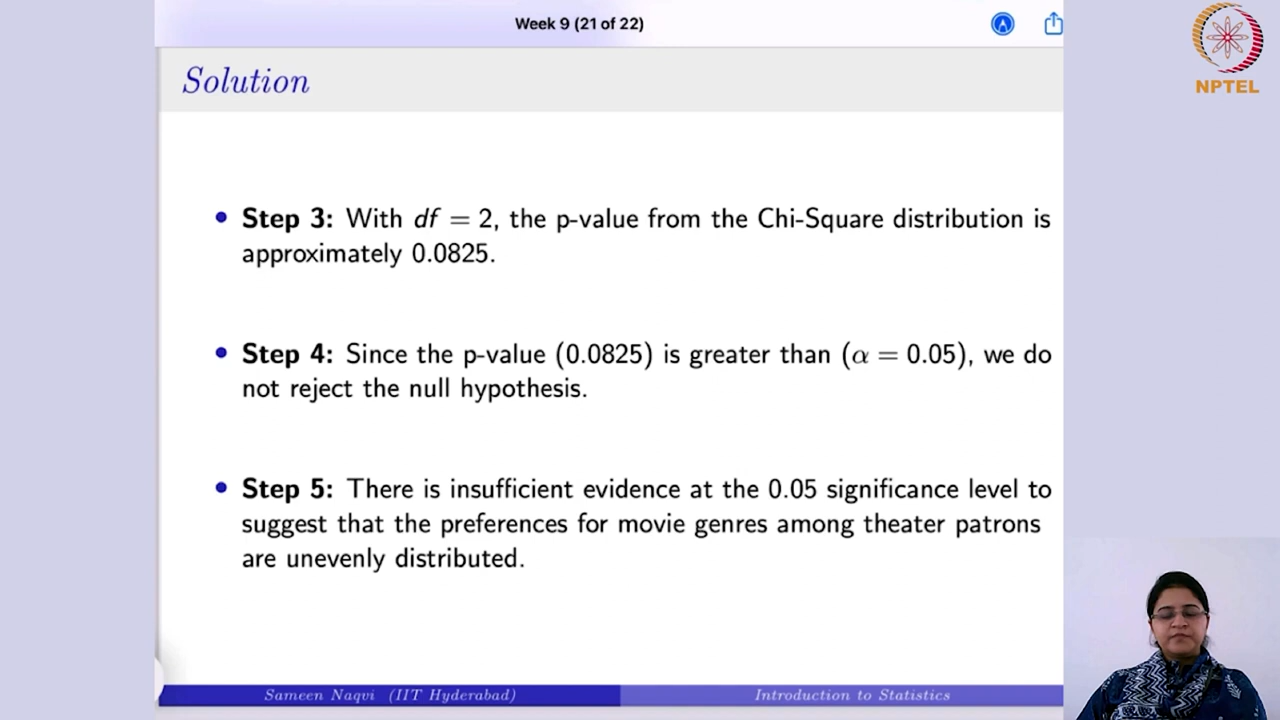 Week 9 (21 of 22)
NPTEL
Solution
• Step 3: With df = 2, the p-value from the Chi-Square distribution is
approximately 0.0825.
• Step 4: Since the p-value (0.0825) is greater than (α = 0.05), we do
not reject the null hypothesis.
• Step 5: There is insufficient evidence at the 0.05 significance level to
suggest that the preferences for movie genres among theater patrons
are unevenly distributed.
Sameen Naqvi (IIT Hyderabad) Introduction to Statistics